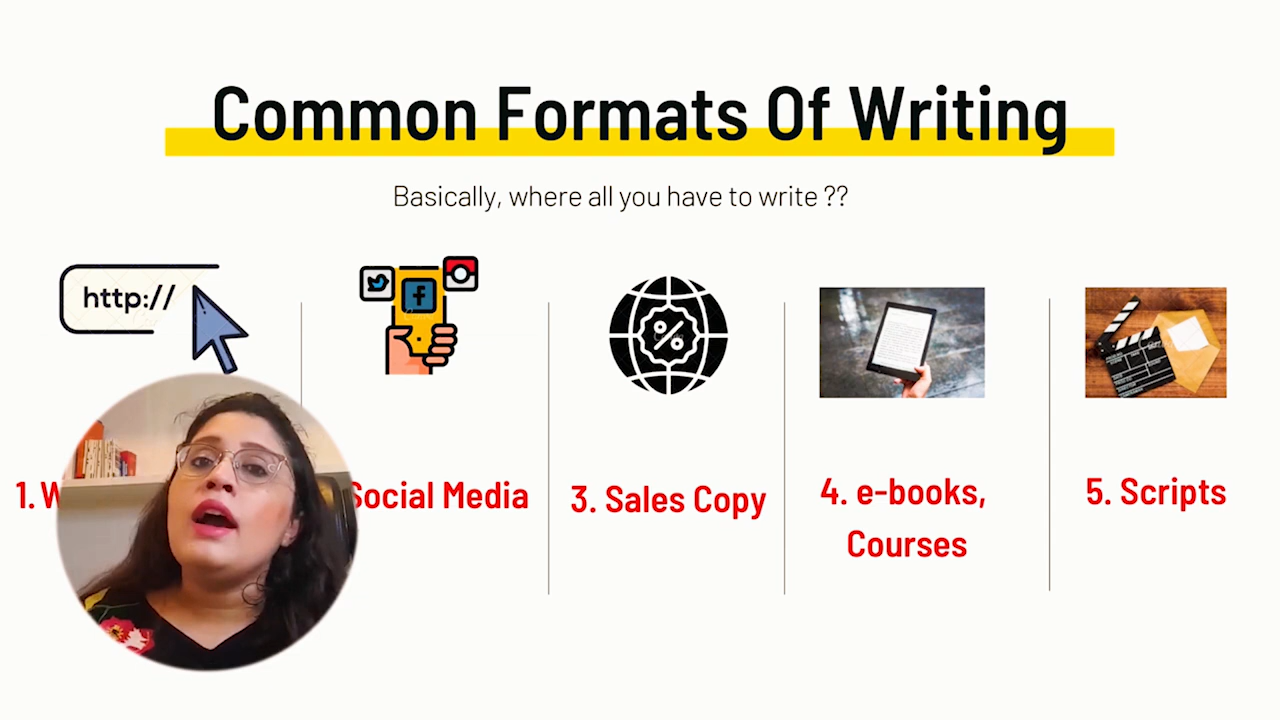 Common Formats Of Writing
Basically, where all you have to write ??
http://
1.
Social Media
3. Sales Copy
4. e-books,
Courses
5. Scripts